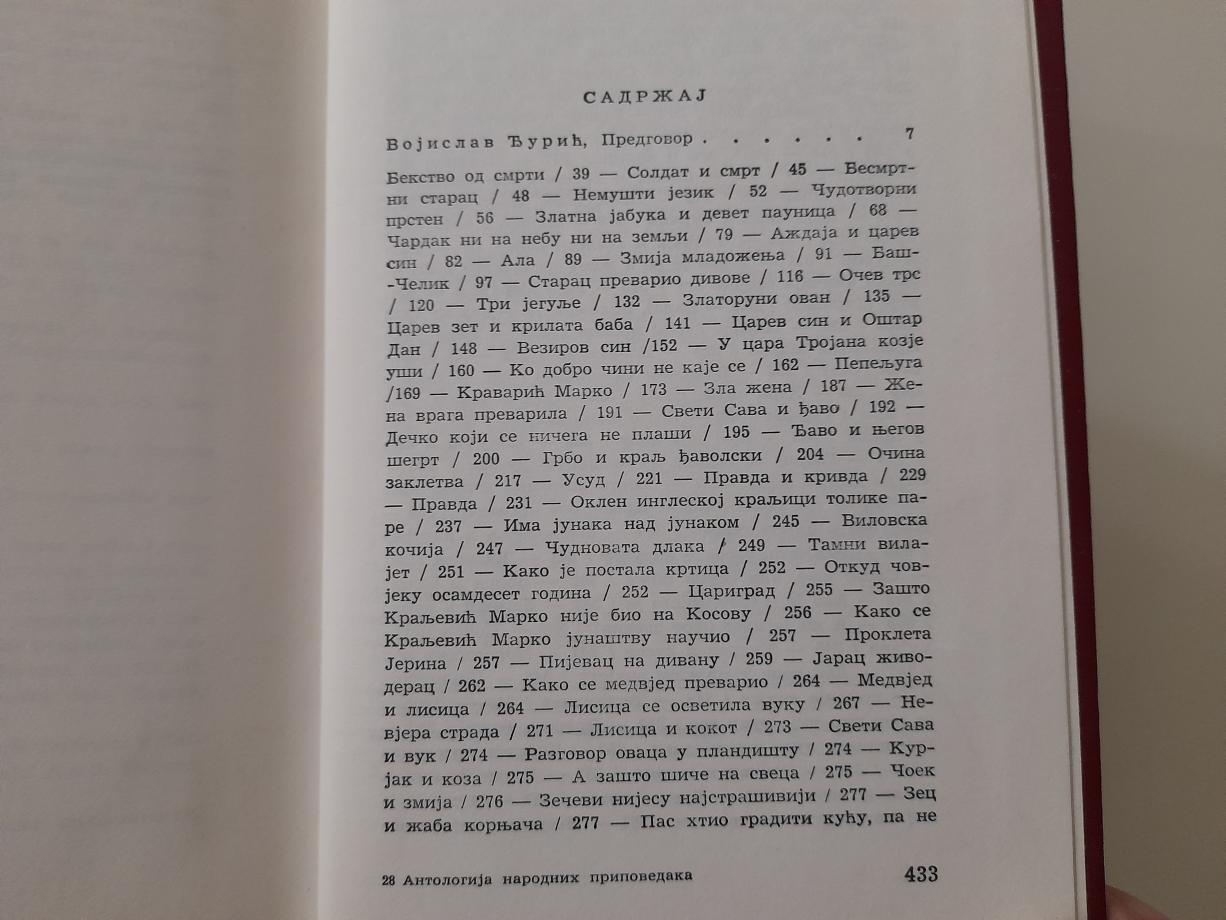 САДРЖАЈ
Војислав Ђурић, Предговор . . . . . . 7
Бекство од смрти / 39 — Солдат и смрт / 45 — Бесмрт-
ни старац / 48 — Немушти језик / 52 — Чудотворни
прстен / 56 — Златна јабука и девет пауница / 68 —
Чардак ни на небу ни на земљи / 79 — Аждаја и царев
син / 82 — Ала / 89 — Змија младожења / 91 — Баш-
-Челик / 97 — Старац преварио дивове / 116 — Очев трс
/ 120 — Три јегуље / 132 — Златоруни ован / 135 —
Царев зет и крилата баба / 141 — Царев син и Оштар
Дан / 148 — Везиров син /152 — У цара Тројана козје
уши / 160 — Ко добро чини не каје се / 162 — Пепељуга
/169 — Краварић Марко / 173 — Зла жена / 187 — Же-
на врага преварила / 191 — Свети Сава и ђаво / 192 —
Дечко који се ничега не плаши / 195 — Ђаво и његов
шегрт / 200 — Грбо и краљ ђаволски / 204 — Очина
заклетва / 217 — Усуд / 221 — Правда и кривда / 229
— Правда / 231 — Оклен инглеској краљици толике па-
ре / 237 — Има јунака над јунаком / 245 — Виловска
кочија / 247 — Чудновата длака / 249 — Тамни вила-
јет / 251 — Како је постала кртица / 252 — Откуд чов-
јеку осамдесет година / 252 — Цариград / 255 — Зашто
Краљевић Марко није био на Косову / 256 — Како се
Краљевић Марко јунаштву научио / 257 — Проклета
Јерина / 257 — Пијевац на дивану / 259 — Јарац живо-
дерац / 262 — Како се медвјед преварио / 264 — Медвјед
и лисица / 264 — Лисица се осветила вуку / 267 — Не-
вјера страда / 271 — Лисица и кокот / 273 — Свети Сава
и вук / 274 — Разговор оваца у пландишту / 274 — Кур-
јак и коза / 275 — А зашто шиче на свеца / 275 — Чоек
и змија / 276 — Зечеви нијесу најстрашивији / 277 — Зец
и жаба корњача / 277 — Пас хтио градити кућу, па не
28 Антологија народних приповедака 433